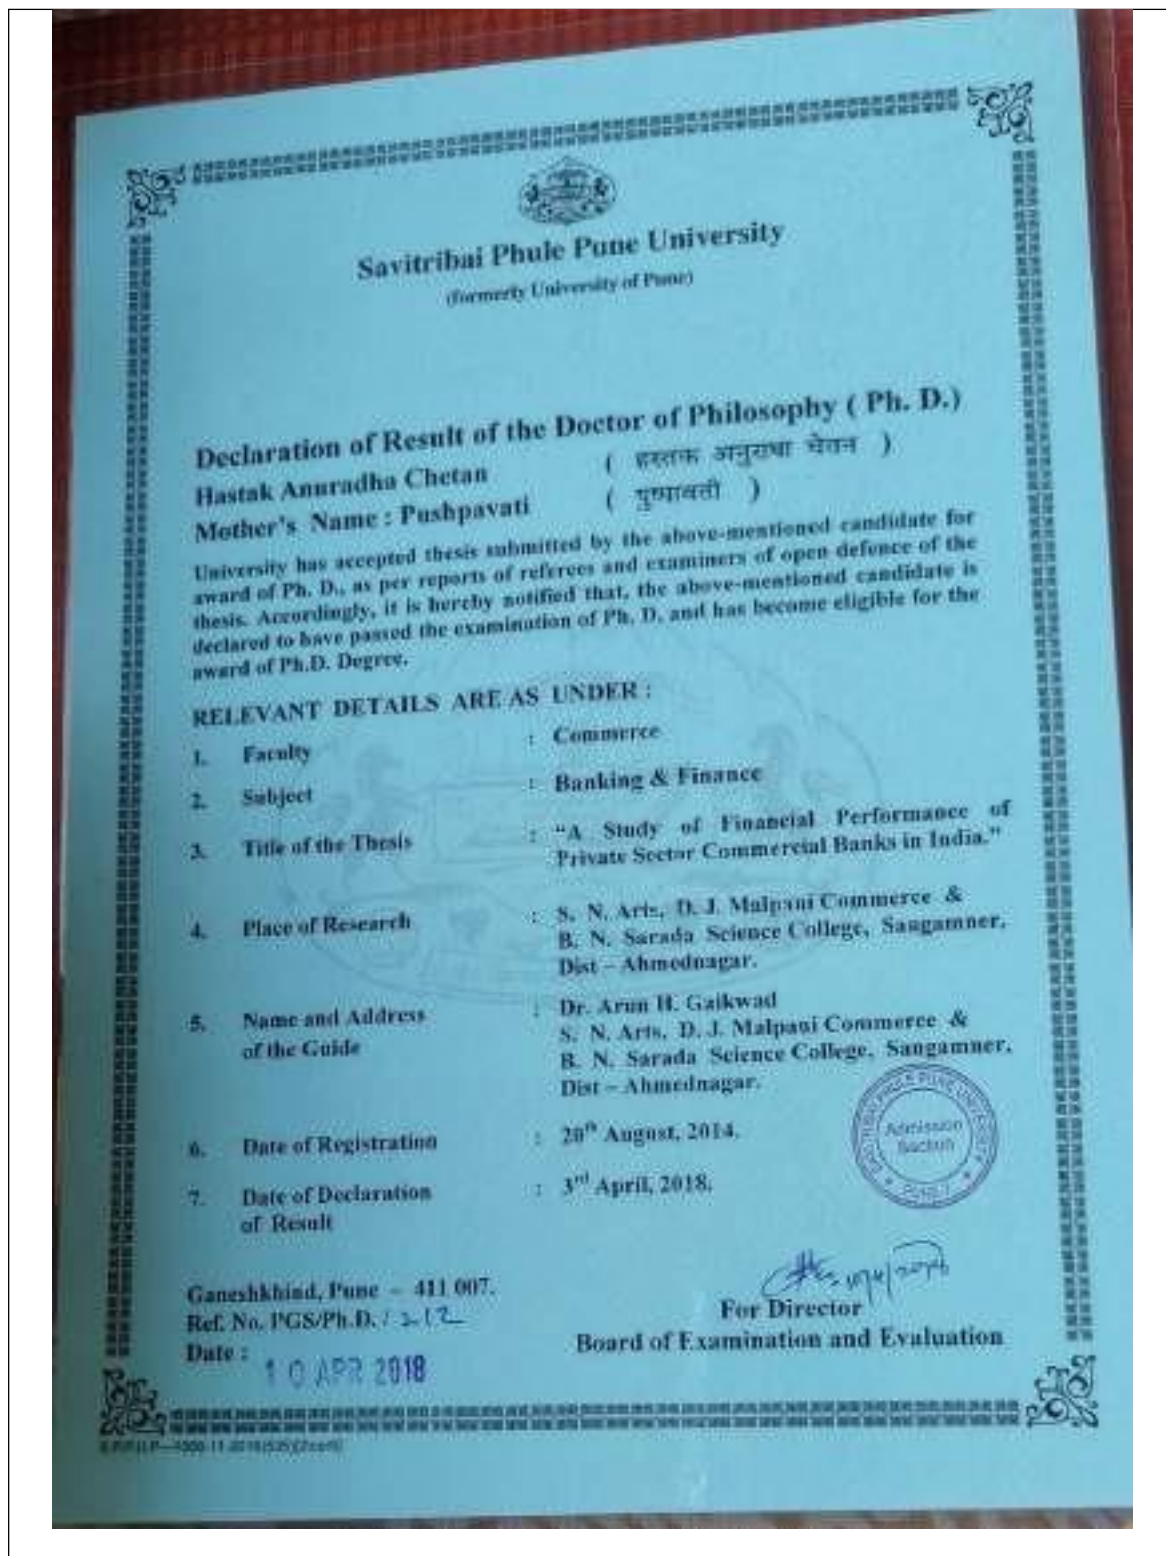 Savitribai Phule Pune University
(formerly University of Pune)
Declaration of Result of the Doctor of Philosophy ( Ph. D.)
Hastak Anuradha Chetan ( हस्तक अनुराधा चेतन )
Mother's Name : Pushpavati ( पुष्पावती )
University has accepted thesis submitted by the above-mentioned candidate for
award of Ph. D., as per reports of referees and examiners of open defence of the
thesis. Accordingly, it is hereby notified that, the above-mentioned candidate is
declared to have passed the examination of Ph. D. and has become eligible for the
award of Ph.D. Degree.
RELEVANT DETAILS ARE AS UNDER :
1. Faculty : Commerce
2. Subject : Banking & Finance
3. Title of the Thesis : "A Study of Financial Performance of
Private Sector Commercial Banks in India."
4. Place of Research : S. N. Arts, D. J. Malpani Commerce &
B. N. Sarada Science College, Sangamner,
Dist – Ahmednagar.
5. Name and Address : Dr. Arun H. Gaikwad
of the Guide S. N. Arts, D. J. Malpani Commerce &
B. N. Sarada Science College, Sangamner,
Dist – Ahmednagar.
SAVITRIBAI PHULE PUNE UNIVERSITY
Admission
Section
6. Date of Registration : 20th August, 2014.
7. Date of Declaration : 3rd April, 2018.
of Result
Ganeshkhind, Pune – 411 007.
Ref. No. PGS/Ph.D. / 212
Date : 10 APR 2018
For Director
Board of Examination and Evaluation